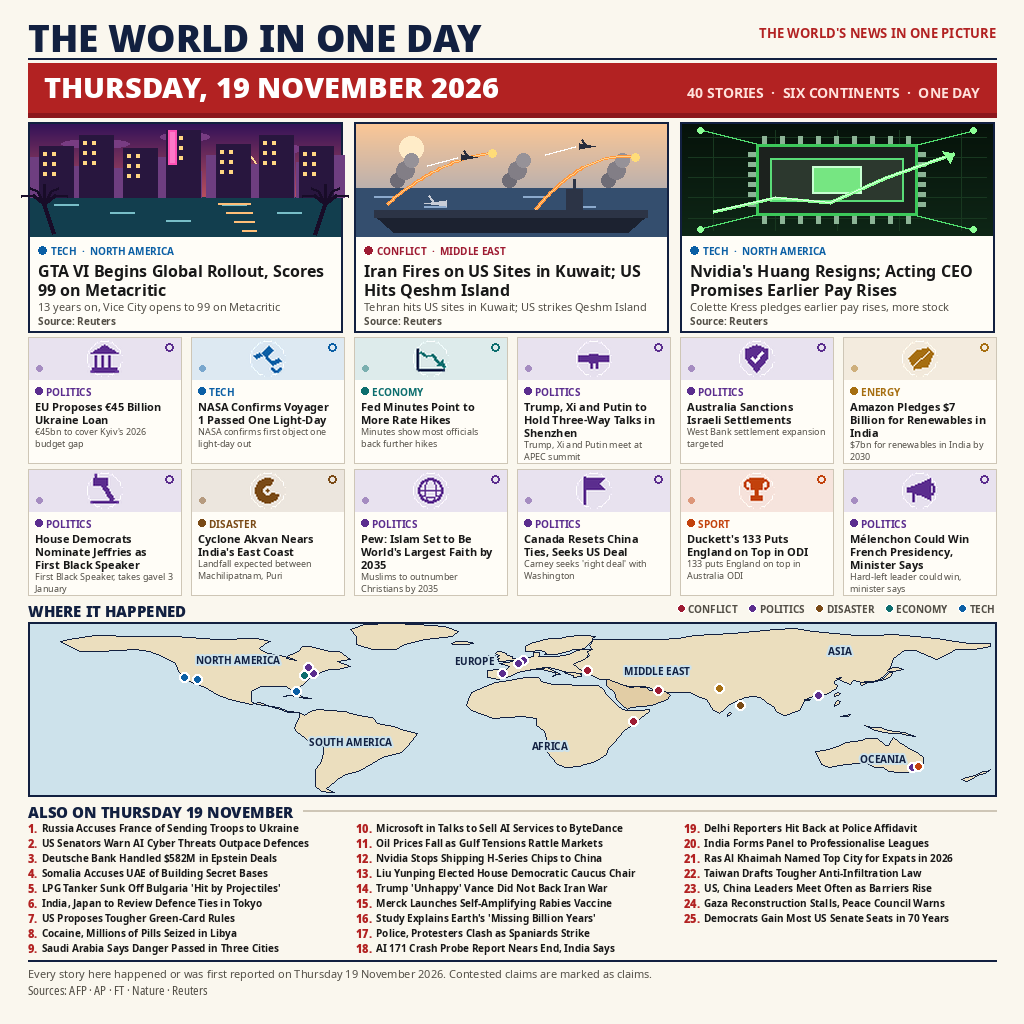 THE WORLD IN ONE DAY
THE WORLD'S NEWS IN ONE PICTURE
THURSDAY, 19 NOVEMBER 2026
40 STORIES · SIX CONTINENTS · ONE DAY
TECH · NORTH AMERICA
GTA VI Begins Global Rollout, Scores
99 on Metacritic
13 years on, Vice City opens to 99 on Metacritic
Source: Reuters
CONFLICT · MIDDLE EAST
Iran Fires on US Sites in Kuwait; US
Hits Qeshm Island
Tehran hits US sites in Kuwait; US strikes Qeshm Island
Source: Reuters
TECH · NORTH AMERICA
Nvidia's Huang Resigns; Acting CEO
Promises Earlier Pay Rises
Colette Kress pledges earlier pay rises, more stock
Source: Reuters
POLITICS
EU Proposes €45 Billion
Ukraine Loan
€45bn to cover Kyiv's 2026
budget gap
TECH
NASA Confirms Voyager
1 Passed One Light-Day
NASA confirms first object one
light-day out
ECONOMY
Fed Minutes Point to
More Rate Hikes
Minutes show most officials
back further hikes
POLITICS
Trump, Xi and Putin to
Hold Three-Way Talks in
Shenzhen
Trump, Xi and Putin meet at
APEC summit
POLITICS
Australia Sanctions
Israeli Settlements
West Bank settlement expansion
targeted
ENERGY
Amazon Pledges $7
Billion for Renewables in
India
$7bn for renewables in India by
2030
POLITICS
House Democrats
Nominate Jeffries as
First Black Speaker
First Black Speaker, takes gavel 3
January
DISASTER
Cyclone Akvan Nears
India's East Coast
Landfall expected between
Machilipatnam, Puri
POLITICS
Pew: Islam Set to Be
World's Largest Faith by
2035
Muslims to outnumber
Christians by 2035
POLITICS
Canada Resets China
Ties, Seeks US Deal
Carney seeks 'right deal' with
Washington
SPORT
Duckett's 133 Puts
England on Top in ODI
133 puts England on top in
Australia ODI
POLITICS
Mélenchon Could Win
French Presidency,
Minister Says
Hard-left leader could win,
minister says
WHERE IT HAPPENED
CONFLICT POLITICS DISASTER ECONOMY TECH
NORTH AMERICA
EUROPE
MIDDLE EAST
ASIA
SOUTH AMERICA
AFRICA
OCEANIA
ALSO ON THURSDAY 19 NOVEMBER
1. Russia Accuses France of Sending Troops to Ukraine
2. US Senators Warn AI Cyber Threats Outpace Defences
3. Deutsche Bank Handled $582M in Epstein Deals
4. Somalia Accuses UAE of Building Secret Bases
5. LPG Tanker Sunk Off Bulgaria 'Hit by Projectiles'
6. India, Japan to Review Defence Ties in Tokyo
7. US Proposes Tougher Green-Card Rules
8. Cocaine, Millions of Pills Seized in Libya
9. Saudi Arabia Says Danger Passed in Three Cities
10. Microsoft in Talks to Sell AI Services to ByteDance
11. Oil Prices Fall as Gulf Tensions Rattle Markets
12. Nvidia Stops Shipping H-Series Chips to China
13. Liu Yunping Elected House Democratic Caucus Chair
14. Trump 'Unhappy' Vance Did Not Back Iran War
15. Merck Launches Self-Amplifying Rabies Vaccine
16. Study Explains Earth's 'Missing Billion Years'
17. Police, Protesters Clash as Spaniards Strike
18. AI 171 Crash Probe Report Nears End, India Says
19. Delhi Reporters Hit Back at Police Affidavit
20. India Forms Panel to Professionalise Leagues
21. Ras Al Khaimah Named Top City for Expats in 2026
22. Taiwan Drafts Tougher Anti-Infiltration Law
23. US, China Leaders Meet Often as Barriers Rise
24. Gaza Reconstruction Stalls, Peace Council Warns
25. Democrats Gain Most US Senate Seats in 70 Years
Every story here happened or was first reported on Thursday 19 November 2026. Contested claims are marked as claims.
Sources: AFP · AP · FT · Nature · Reuters